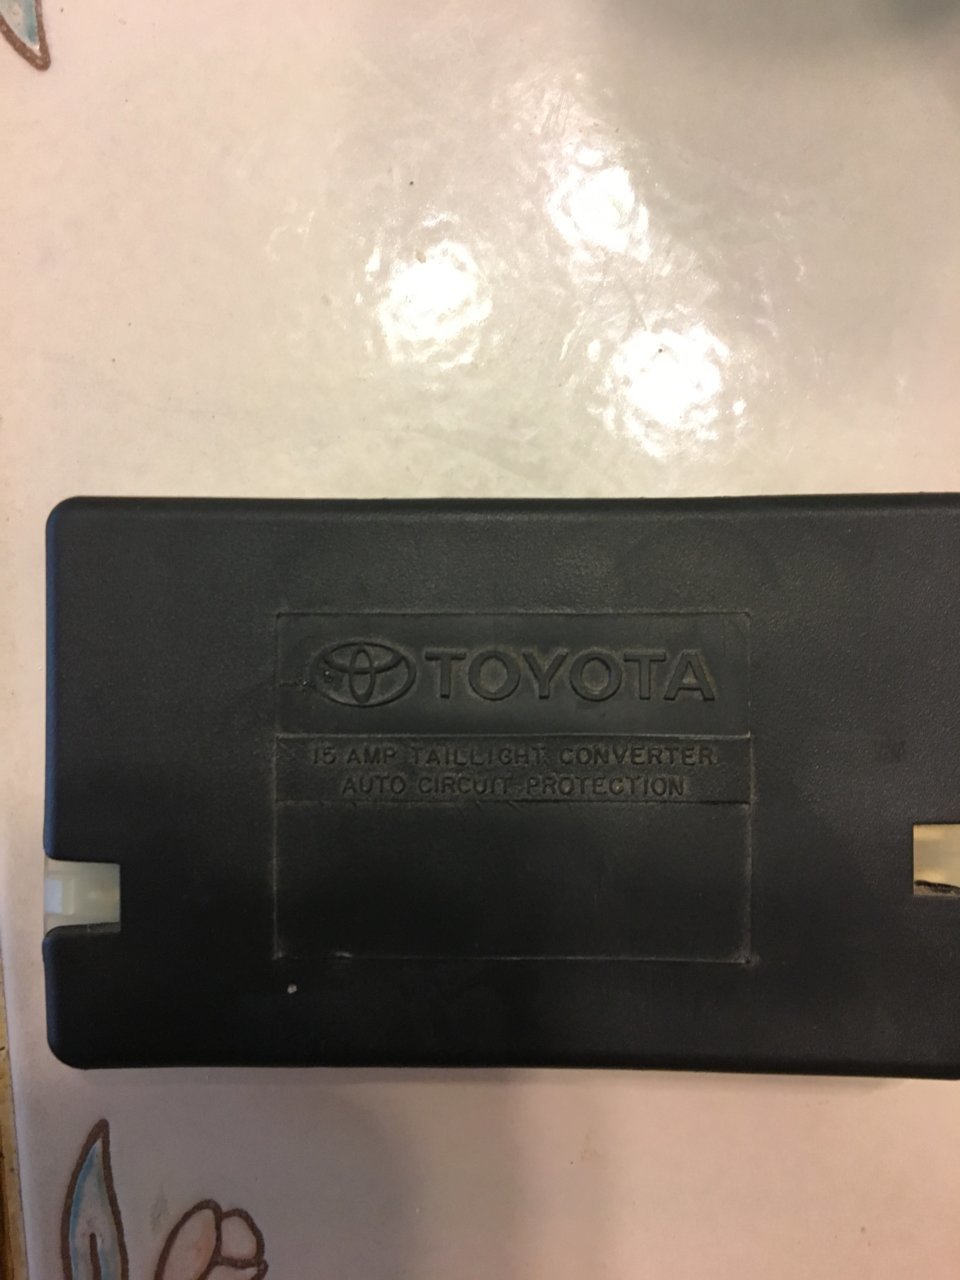 TOYOTA
15 AMP TAILLIGHT CONVERTER
AUTO CIRCUIT PROTECTION